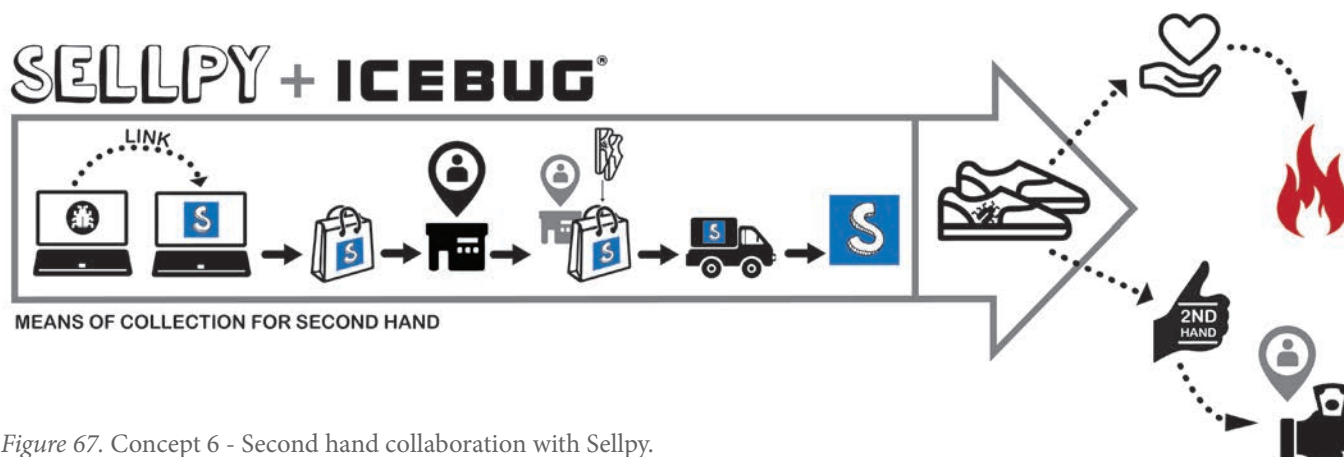 SELLPY + ICEBUG®
LINK
S
S
S
S
S
MEANS OF COLLECTION FOR SECOND HAND
2ND
HAND
Figure 67. Concept 6 - Second hand collaboration with Sellpy.